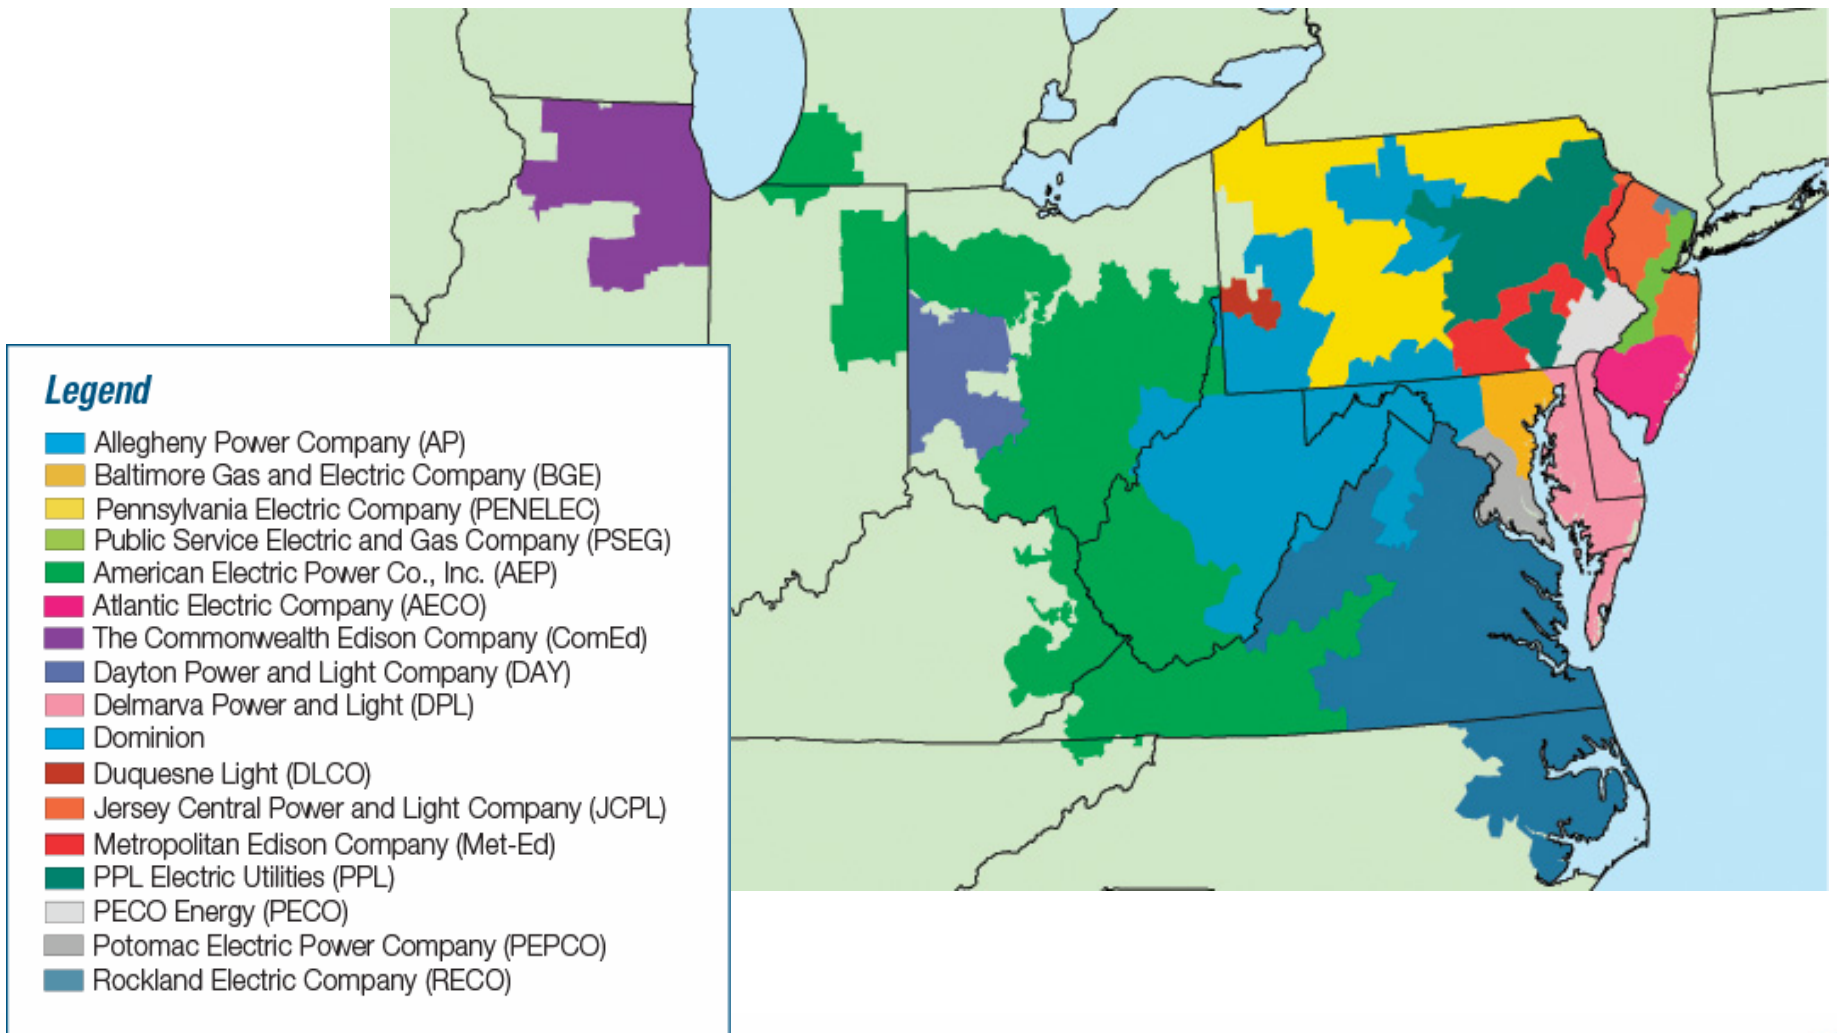 Legend
Allegheny Power Company (AP)
Baltimore Gas and Electric Company (BGE)
Pennsylvania Electric Company (PENELEC)
Public Service Electric and Gas Company (PSEG)
American Electric Power Co., Inc. (AEP)
Atlantic Electric Company (AECO)
The Commonwealth Edison Company (ComEd)
Dayton Power and Light Company (DAY)
Delmarva Power and Light (DPL)
Dominion
Duquesne Light (DLCO)
Jersey Central Power and Light Company (JCPL)
Metropolitan Edison Company (Met-Ed)
PPL Electric Utilities (PPL)
PECO Energy (PECO)
Potomac Electric Power Company (PEPCO)
Rockland Electric Company (RECO)